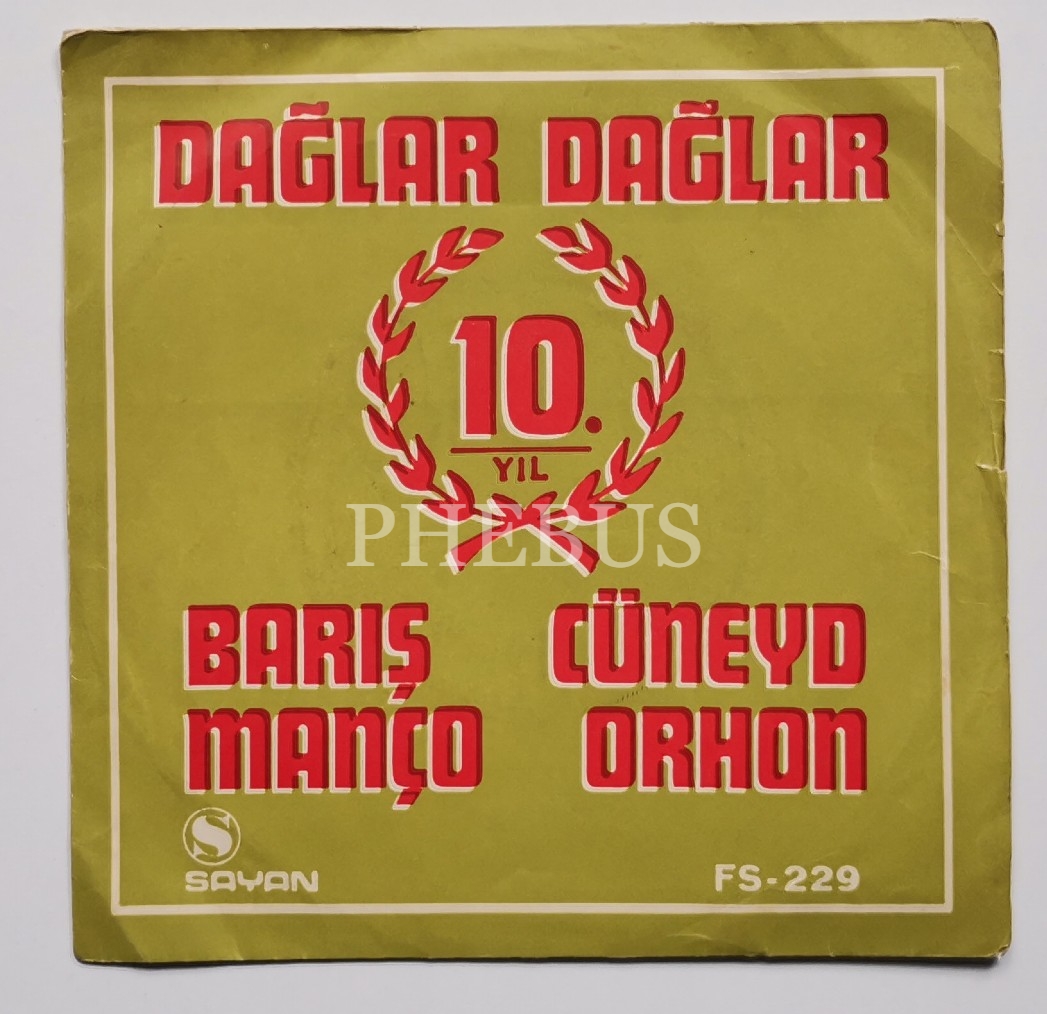 DAĞLAR DAĞLAR
10.
YIL
PHEBUS
BARIŞ CÜNEYD
MANÇO ORHON
S
SAYAN FS-229